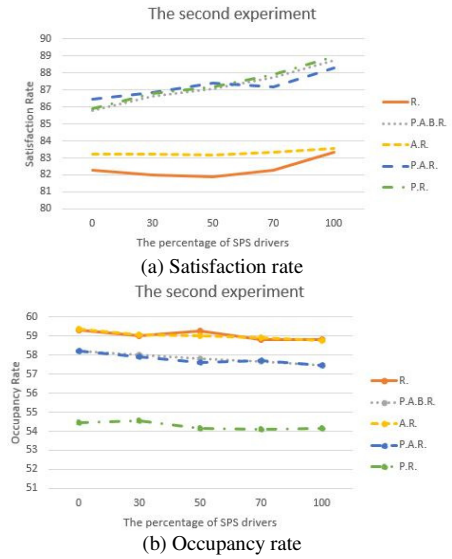 The second experiment
90
89
88
87
86
85
84
83
82
81
80
Satisfaction Rate
0 30 50 70 100
The percentage of SPS drivers
R.
P.A.B.R.
A.R.
P.A.R.
P.R.
(a) Satisfaction rate
The second experiment
60
59
58
57
56
55
54
53
52
51
Occupancy Rate
0 30 50 70 100
The percentage of SPS drivers
R.
P.A.B.R.
A.R.
P.A.R.
P.R.
(b) Occupancy rate